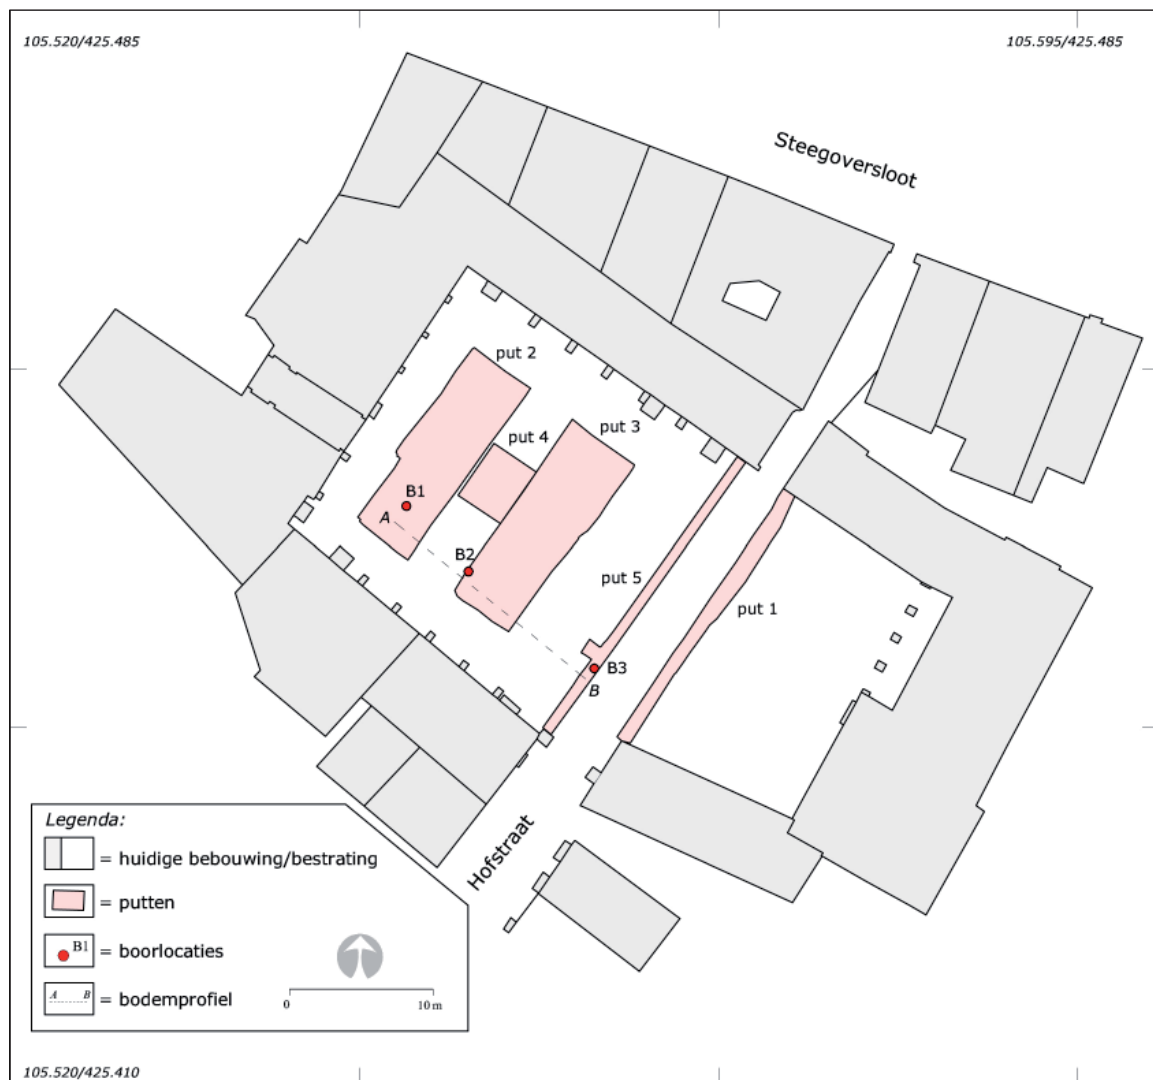 105.520/425.485
105.595/425.485
Steegoversloot
put 2
put 4
put 3
B1
A
B2
put 5
put 1
B3
B
Hofstraat
Legenda:
= huidige bebouwing/bestrating
= putten
B1 = boorlocaties
A B = bodemprofiel
0 10 m
105.520/425.410